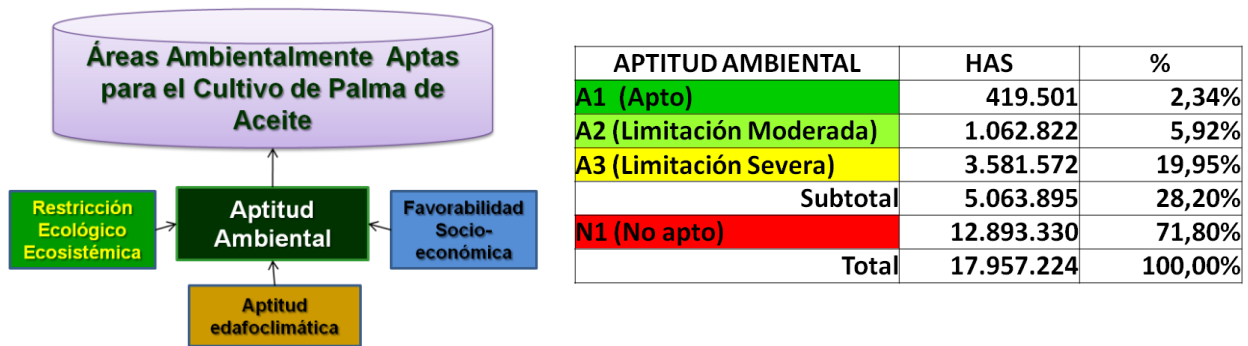 Áreas Ambientalmente Aptas
para el Cultivo de Palma de
Aceite
Restricción
Ecológico
Ecosistémica
Aptitud
Ambiental
Favorabilidad
Socio-
económica
Aptitud
edafoclimática
APTITUD AMBIENTAL HAS %
A1 (Apto) 419.501 2,34%
A2 (Limitación Moderada) 1.062.822 5,92%
A3 (Limitación Severa) 3.581.572 19,95%
Subtotal 5.063.895 28,20%
N1 (No apto) 12.893.330 71,80%
Total 17.957.224 100,00%